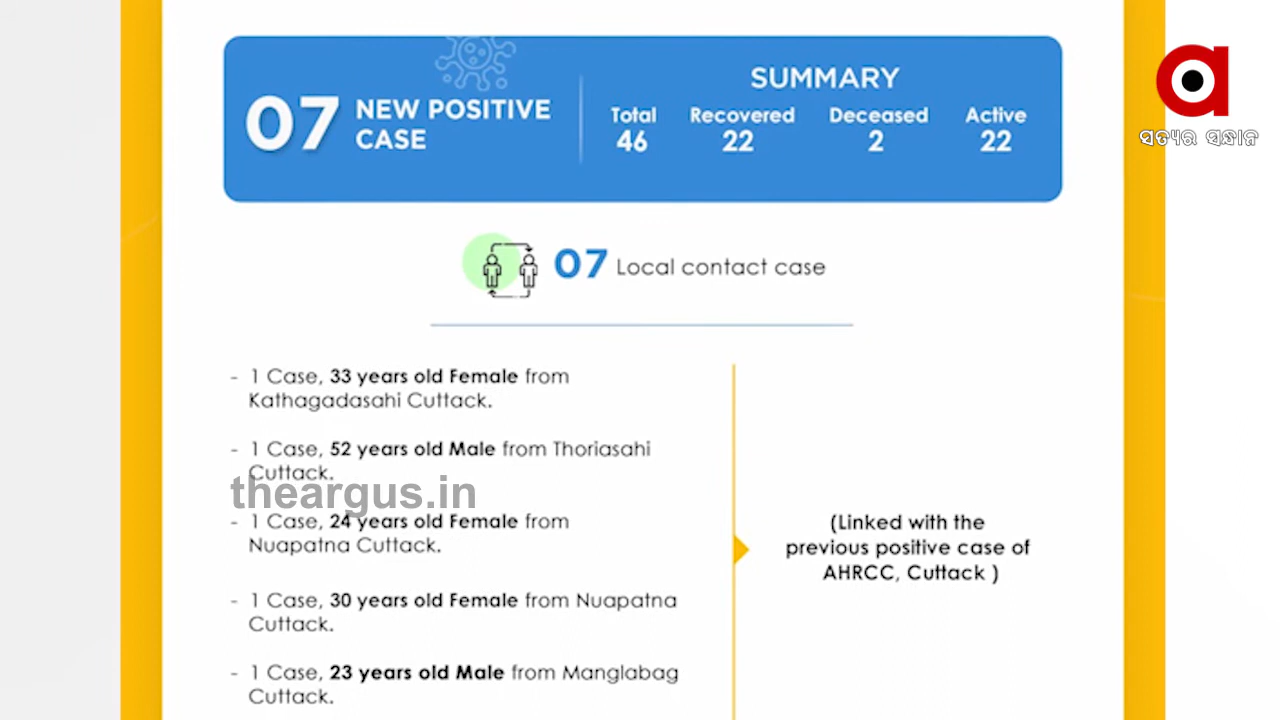 07 NEW POSITIVE
CASE
SUMMARY
Total Recovered Deceased Active
46 22 2 22
ସତ୍ୟର ସନ୍ଧାନ
07 Local contact case
- 1 Case, 33 years old Female from
Kathagadasahi Cuttack.
- 1 Case, 52 years old Male from Thoriasahi
Cuttack.
theargus.in
- 1 Case, 24 years old Female from
Nuapatna Cuttack.
- 1 Case, 30 years old Female from Nuapatna
Cuttack.
- 1 Case, 23 years old Male from Manglabag
Cuttack.
(Linked with the
previous positive case of
AHRCC, Cuttack )